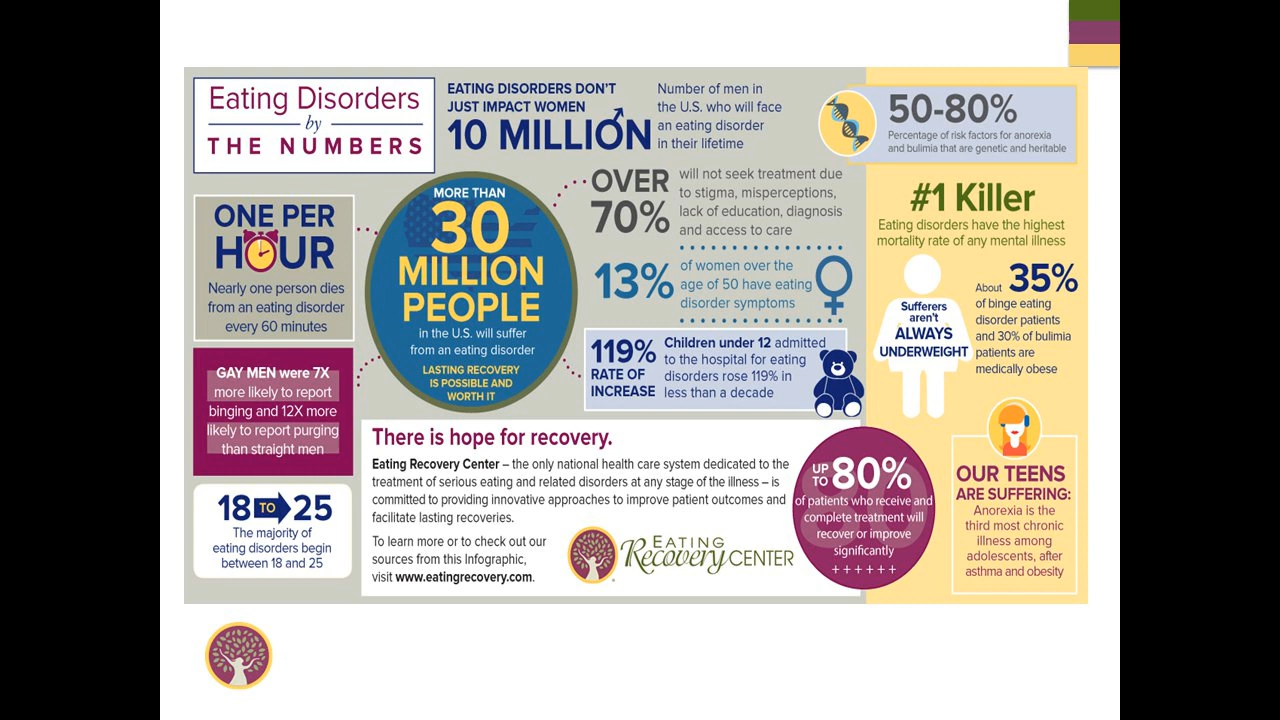 Eating Disorders
by
THE NUMBERS
EATING DISORDERS DON'T
JUST IMPACT WOMEN
10 MILLION
Number of men in
the U.S. who will face
an eating disorder
in their lifetime
50-80%
Percentage of risk factors for anorexia
and bulimia that are genetic and heritable
ONE PER
HOUR
Nearly one person dies
from an eating disorder
every 60 minutes
MORE THAN
30
MILLION
PEOPLE
in the U.S. will suffer
from an eating disorder
LASTING RECOVERY
IS POSSIBLE AND
WORTH IT
OVER
70%
will not seek treatment due
to stigma, misperceptions,
lack of education, diagnosis
and access to care
13%
of women over the
age of 50 have eating
disorder symptoms
119%
RATE OF
INCREASE
Children under 12 admitted
to the hospital for eating
disorders rose 119% in
less than a decade
#1 Killer
Eating disorders have the highest
mortality rate of any mental illness
Sufferers
aren't
ALWAYS
UNDERWEIGHT
About 35%
of binge eating
disorder patients
and 30% of bulimia
patients are
medically obese
GAY MEN were 7X
more likely to report
binging and 12X more
likely to report purging
than straight men
18 TO 25
The majority of
eating disorders begin
between 18 and 25
There is hope for recovery.
Eating Recovery Center – the only national health care system dedicated to the
treatment of serious eating and related disorders at any stage of the illness – is
committed to providing innovative approaches to improve patient outcomes and
facilitate lasting recoveries.
To learn more or to check out our
sources from this Infographic,
visit www.eatingrecovery.com.
EATING
Recovery CENTER
UP TO 80%
of patients who receive and
complete treatment will
recover or improve
significantly
++++++
OUR TEENS
ARE SUFFERING:
Anorexia is the
third most chronic
illness among
adolescents, after
asthma and obesity